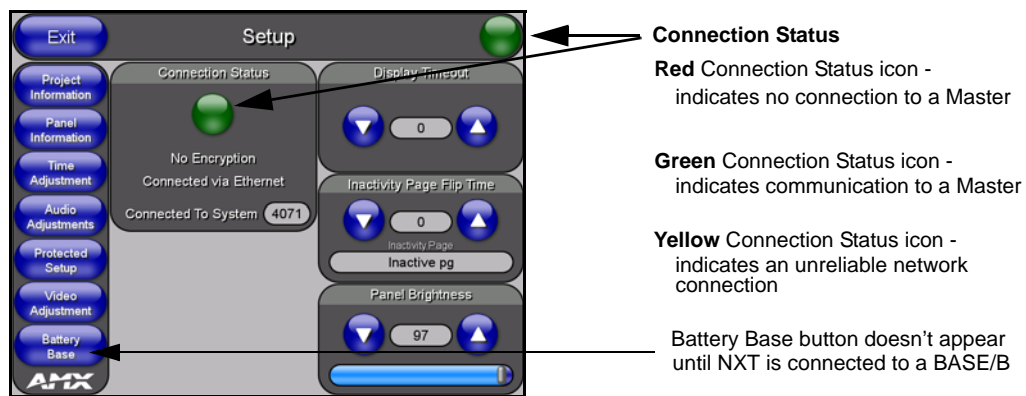 Exit
Setup
Project
Information
Panel
Information
Time
Adjustment
Audio
Adjustments
Protected
Setup
Video
Adjustment
Battery
Base
AMX
Connection Status
No Encryption
Connected via Ethernet
Connected To System 4071
Display Timeout
0
Inactivity Page Flip Time
0
Inactivity Page
Inactive pg
Panel Brightness
97
Connection Status
Red Connection Status icon -
indicates no connection to a Master
Green Connection Status icon -
indicates communication to a Master
Yellow Connection Status icon -
indicates an unreliable network
connection
Battery Base button doesn’t appear
until NXT is connected to a BASE/B